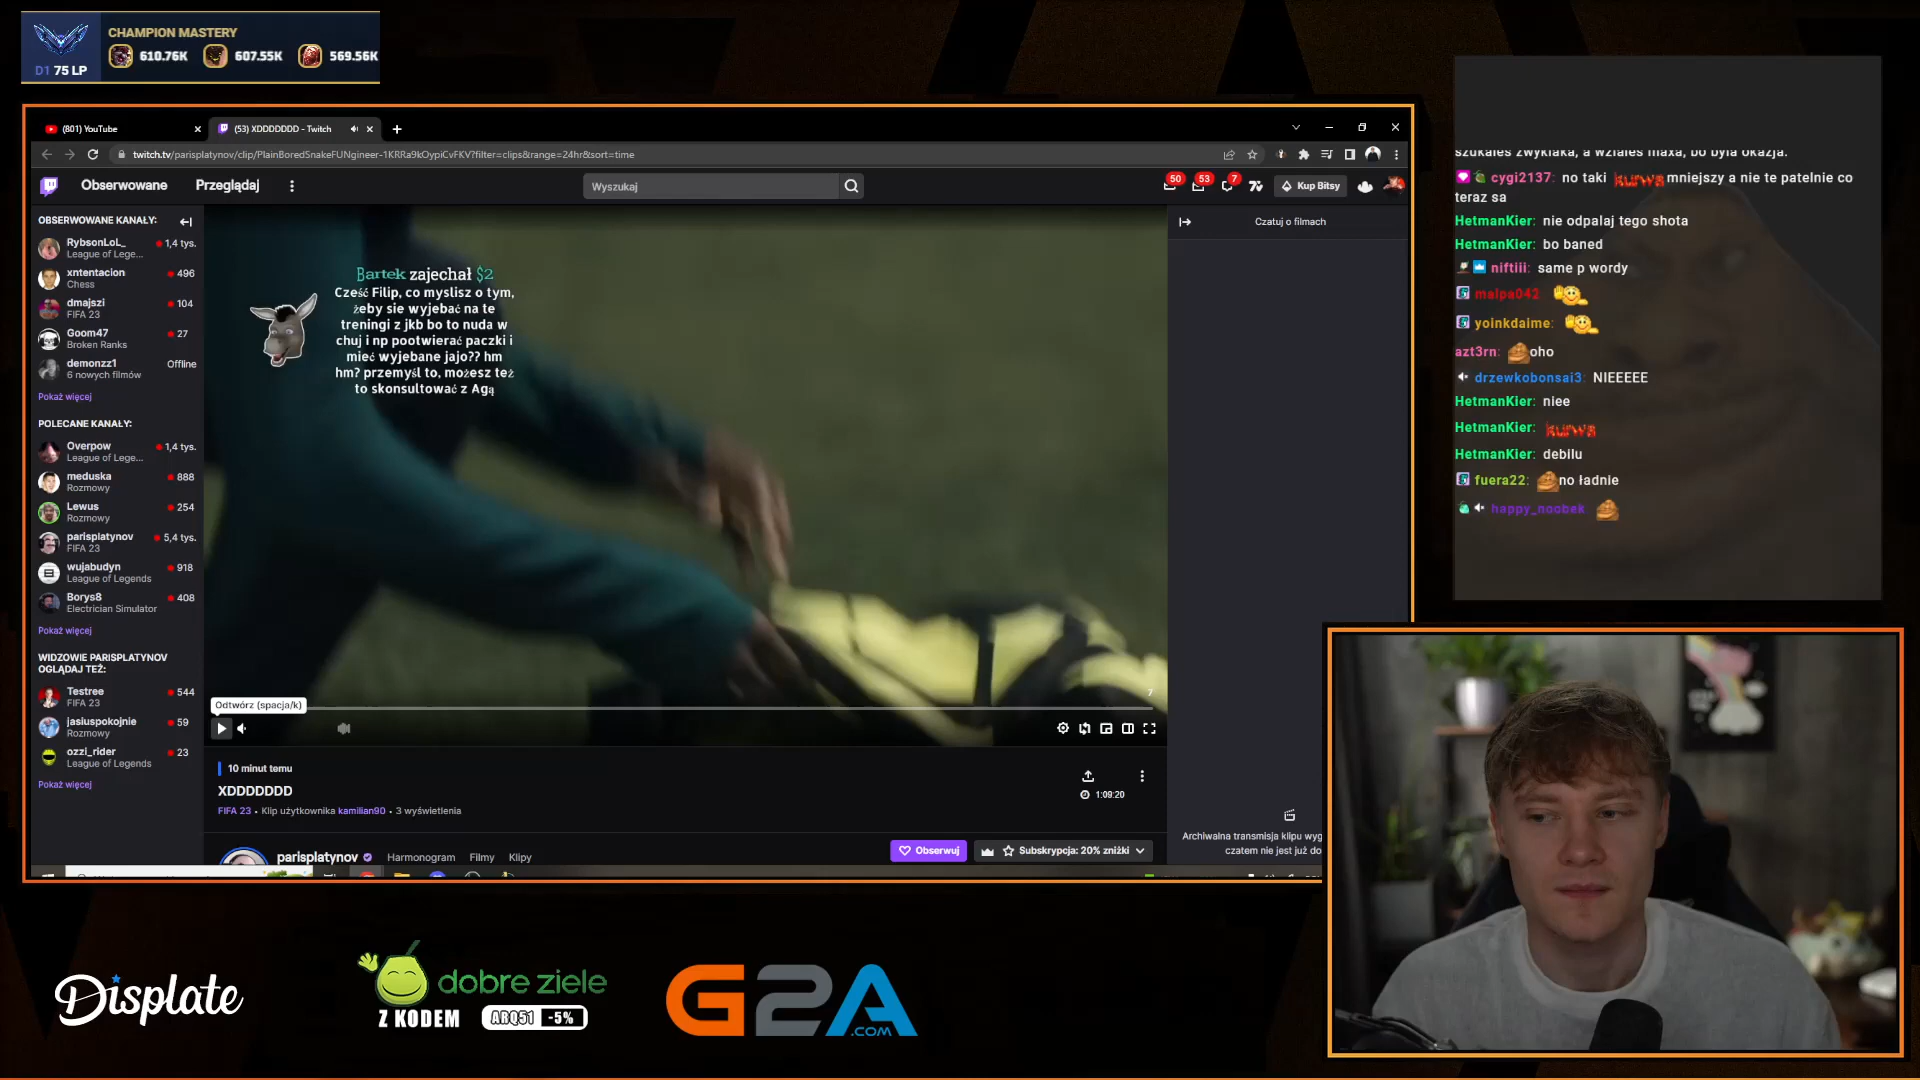 CHAMPION MASTERY
D1 75 LP
610.76K
607.55K
569.56K
(801) YouTube
(53) XDDDDDDD - Twitch
twitch.tv/parisplatynov/clip/PlainBoredSnakeFUNgineer-1KRRa9kOypiCvFKV?filter=clips&range=24hr&sort=time
Obserwowane
Przeglądaj
Wyszukaj
50
53
7
Kup Bitsy
OBSERWOWANE KANAŁY:
RybsonLoL_ 1,4 tys.
League of Lege...
xntentacion 496
Chess
dmajszi 104
FIFA 23
Goom47 27
Broken Ranks
demonzz1 Offline
6 nowych filmów
Pokaż więcej
POLECANE KANAŁY:
Overpow 1,4 tys.
League of Lege...
meduska 888
Rozmowy
Lewus 254
Rozmowy
parisplatynov 5,4 tys.
FIFA 23
wujabudyn 918
League of Legends
Borys8 408
Electrician Simulator
Pokaż więcej
WIDZOWIE PARISPLATYNOV
OGLĄDAJ TEŻ:
Testree 544
FIFA 23
jasiuspokojnie 59
Rozmowy
ozzi_rider 23
League of Legends
Pokaż więcej
Bartek zajechał $2
Cześć Filip, co myslisz o tym,
żeby sie wyjebać na te
treningi z jkb bo to nuda w
chuj i np pootwierać paczki i
mieć wyjebane jajo?? hm
hm? przemyśl to, możesz też
to skonsultować z Agą
7
Odtwórz (spacja/k)
10 minut temu
XDDDDDDD
FIFA 23 • Klip użytkownika kamilian90 • 3 wyświetlenia
1:09:20
parisplatynov
Harmonogram
Filmy
Klipy
Obserwuj
Subskrypcja: 20% zniżki
Czatuj o filmach
Archiwalna transmisja klipu wyg
czatem nie jest już do
szukałeś zwyklaka, a wziąłeś maxa, bo była okazja.
cygi2137: no taki kurwa mniejszy a nie te patelnie co
teraz sa
HetmanKier: nie odpalaj tego shota
HetmanKier: bo baned
niftiii: same p wordy
malpa042
yoinkdaime:
azt3rn: oho
drzewkobonsai3: NIEEEEE
HetmanKier: niee
HetmanKier: kurwa
HetmanKier: debilu
fuera22: no ładnie
happy_noobek
Displate
dobre ziele
Z KODEM ARQ51 -5%
G2A
.COM